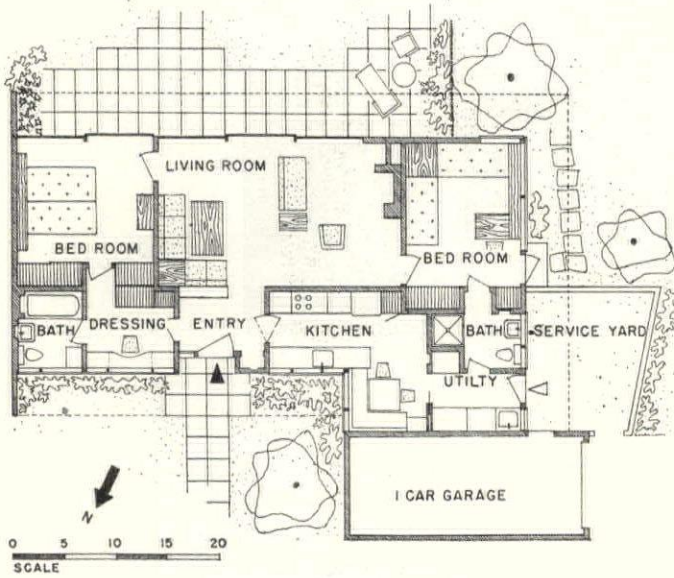 LIVING ROOM
BED ROOM
BED ROOM
BATH
DRESSING
ENTRY
KITCHEN
BATH
SERVICE YARD
UTILTY
1 CAR GARAGE
N
0 5 10 15 20
SCALE